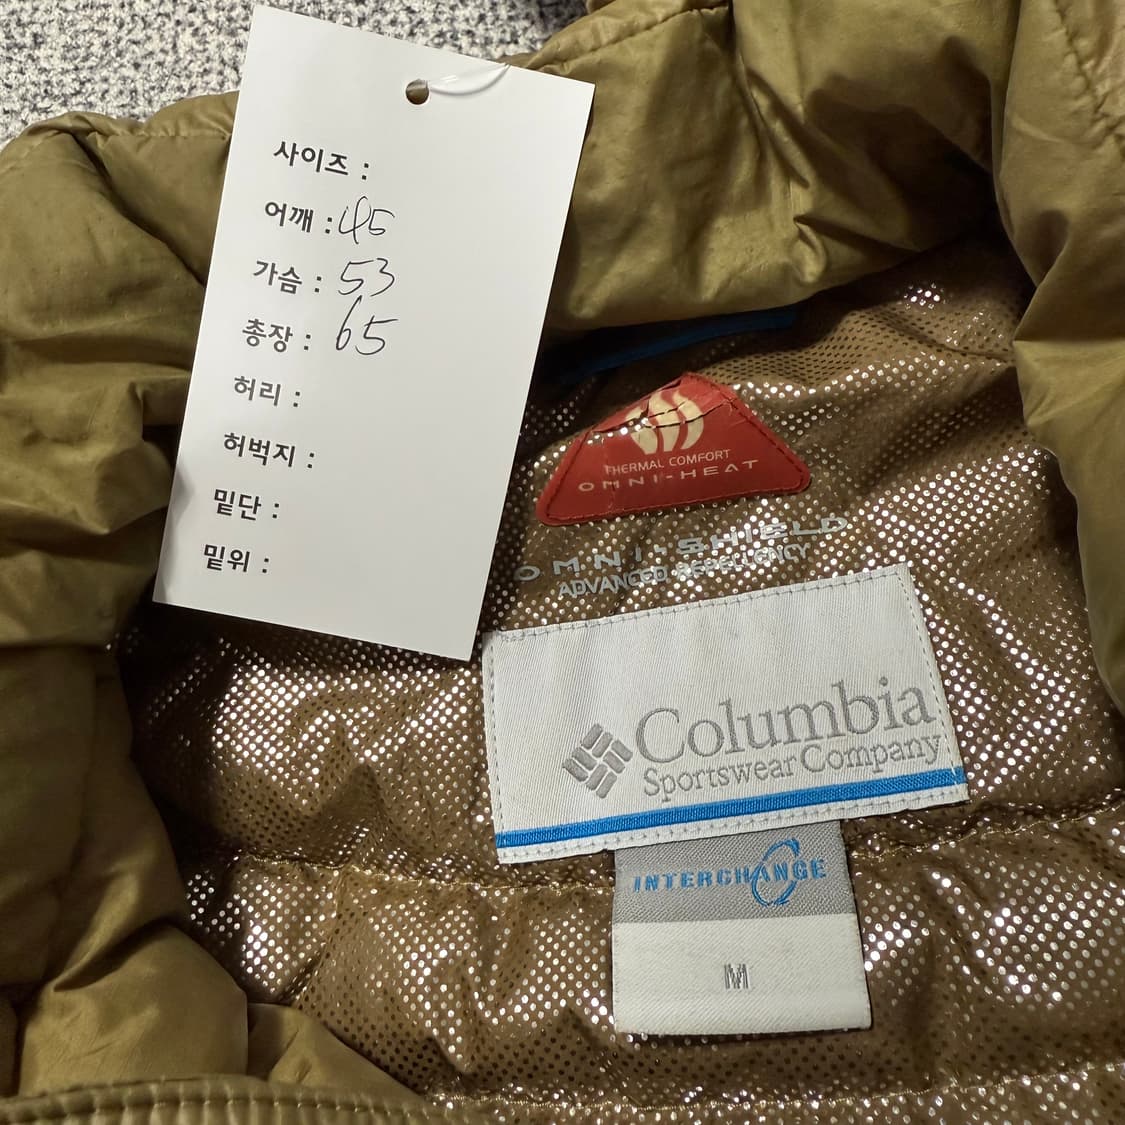 사이즈 :
어깨 : 45
가슴 : 53
총장 : 65
허리 :
허벅지 :
밑단 :
밑위 :
THERMAL COMFORT
OMNI-HEAT
OMNI-SHIELD
ADVANCED REPELLENCY
Columbia
Sportswear Company
INTERCHANGE
M